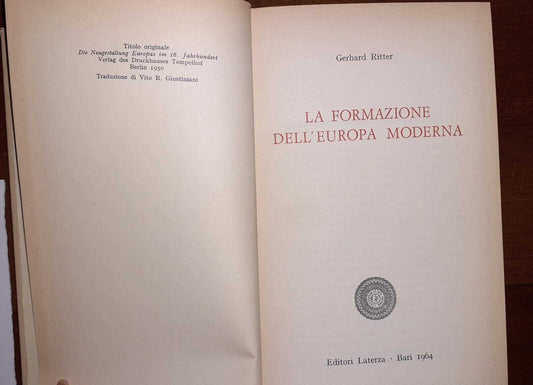 Titolo originale
Die Neugestaltung Europas im 16. Jahrhundert
Verlag des Druckhauses Tempelhof
Berlin 1950
Traduzione di Vito R. Giustiniani
Gerhard Ritter
LA FORMAZIONE
DELL'EUROPA MODERNA
Editori Laterza · Bari 1964